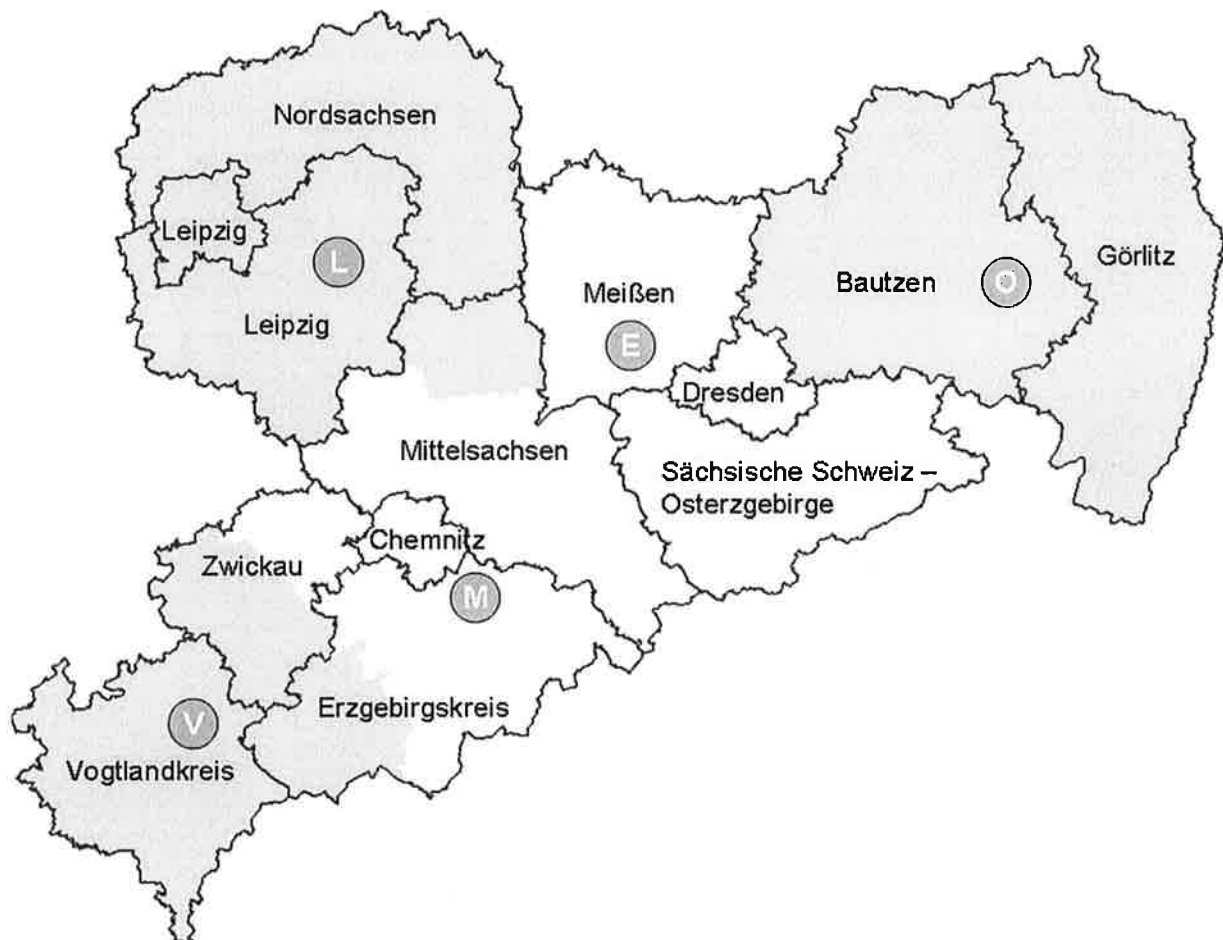 Nordsachsen
Leipzig
L
Leipzig
Meißen
E
Dresden
Bautzen
O
Görlitz
Mittelsachsen
Sächsische Schweiz –
Osterzgebirge
Chemnitz
Zwickau
M
Erzgebirgskreis
V
Vogtlandkreis